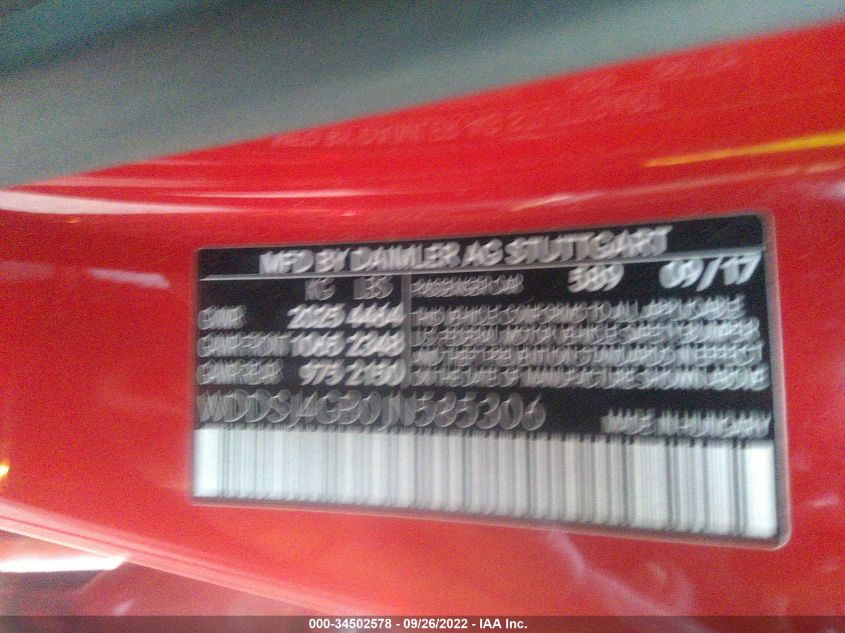 MFD BY DAIMLER AG STUTTGART
KG LBS PASSENGER CAR 589 09/17
GVWR 2025 4464 THIS VEHICLE CONFORMS TO ALL APPLICABLE
GAWR FRONT 1065 2348 US FEDERAL MOTOR VEHICLE SAFETY BUMPER
GAWR REAR 975 2150 AND THEFT PREVENTION STANDARDS IN EFFECT
ON THE DATE OF MANUFACTURE SHOWN ABOVE
WDDSJ4GB0JN585306 MADE IN HUNGARY
000-34502578 - 09/26/2022 - IAA Inc.